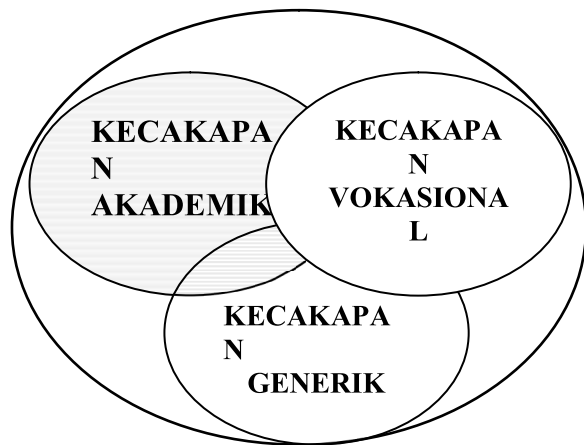 KECAKAPA
N
AKADEMIK
KECAKAPA
N
VOKASIONA
L
KECAKAPA
N
GENERIK